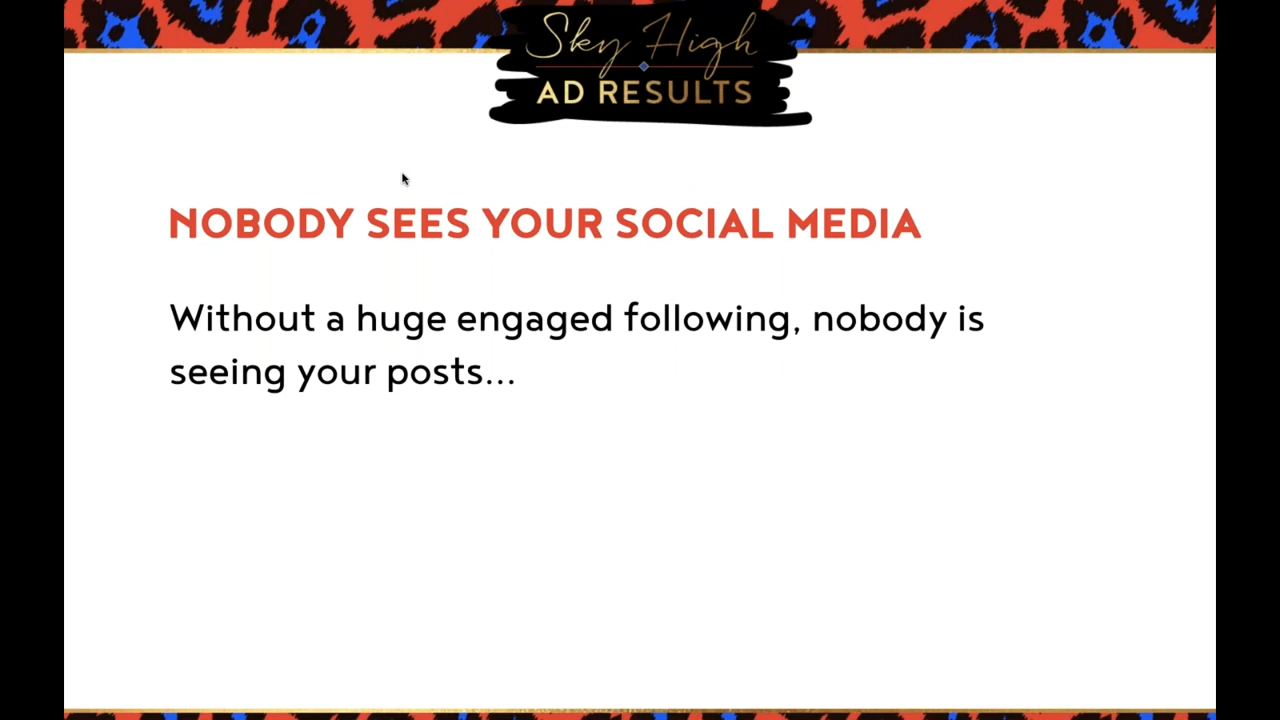 Sky High
AD RESULTS
NOBODY SEES YOUR SOCIAL MEDIA
Without a huge engaged following, nobody is
seeing your posts...